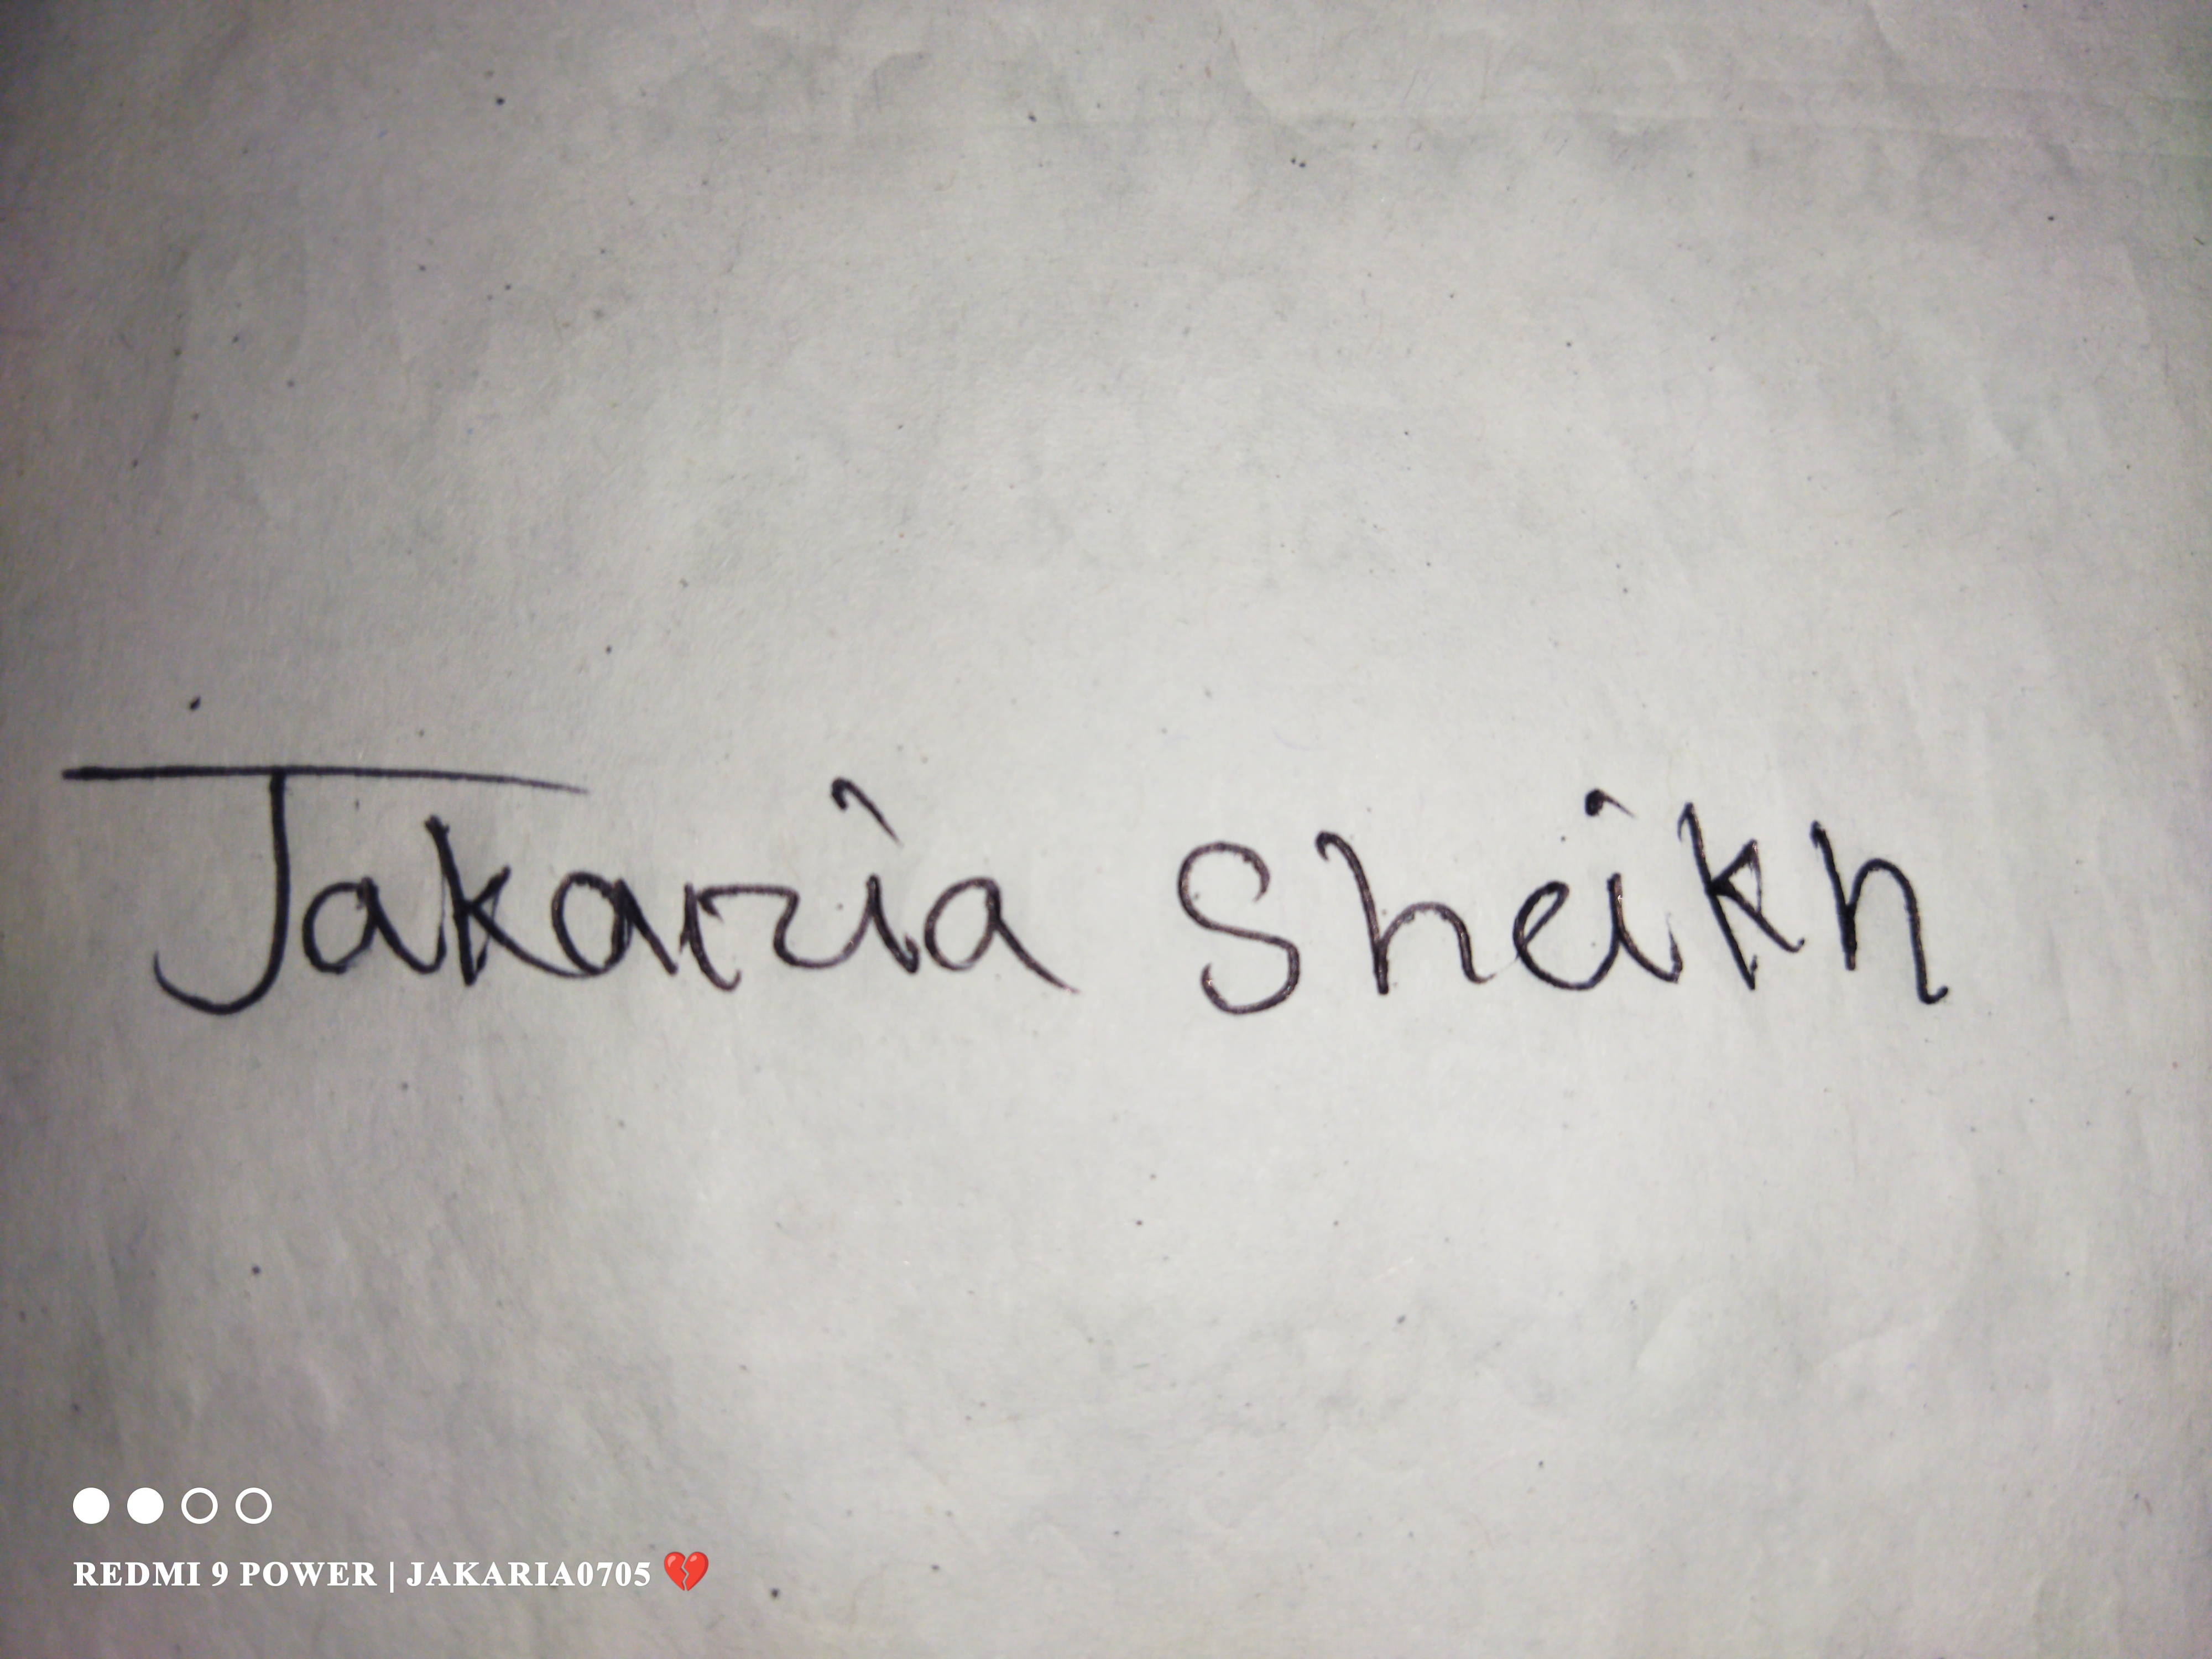 Jakaria Sheikh
REDMI 9 POWER | JAKARIA0705 💔